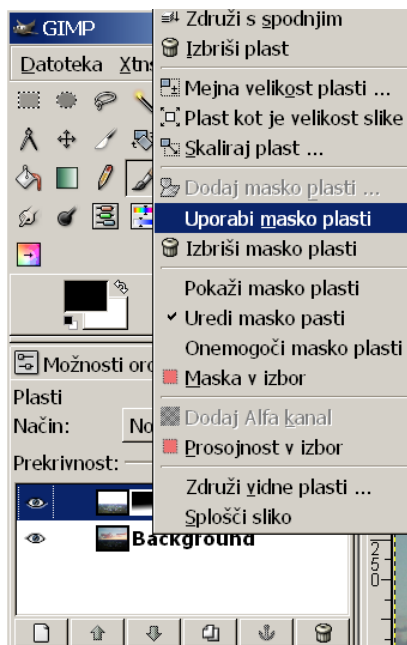 GIMP
Datoteka Xtns
Združi s spodnjim
Izbriši plast
Mejna velikost plasti ...
Plast kot je velikost slike
Skaliraj plast ...
Dodaj masko plasti ...
Uporabi masko plasti
Izbriši masko plasti
Pokaži masko plasti
Uredi masko pasti
Onemogoči masko plasti
Maska v izbor
Dodaj Alfa kanal
Prosojnost v izbor
Združi vidne plasti ...
Splošči sliko
Možnosti oro
Plasti
Način: No
Prekrivnost:
Background
250